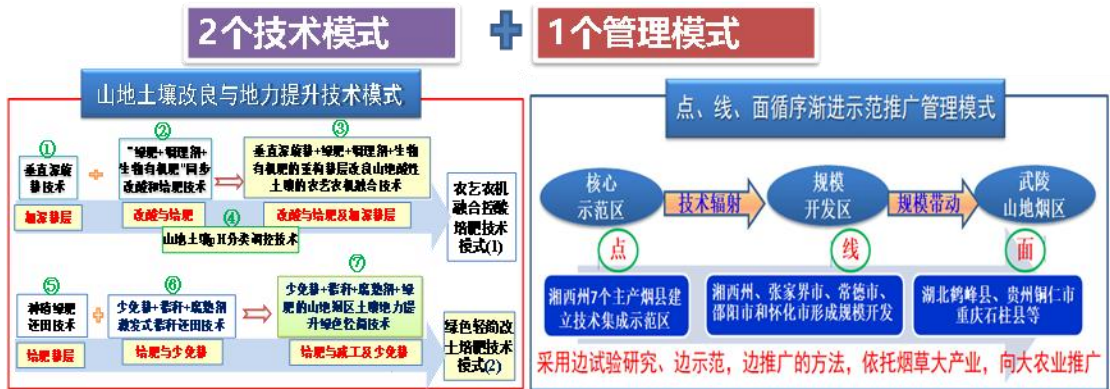 2个技术模式
+
1个管理模式
山地土壤改良与地力提升技术模式
①
垂直深旋
耕技术
+
②
“绿肥+调理剂+
生物有机肥”同步
改酸和培肥技术
③
垂直深旋耕+绿肥+调理剂+生物
有机肥的重构耕层改良山地酸性
土壤的农艺农机融合技术
加深耕层
改酸与培肥
改酸与培肥及加深耕层
④
山地土壤pH分类调控技术
农艺农机
融合控酸
培肥技术
模式(1)
⑤
种植绿肥
还田技术
+
⑥
少免耕+秸秆+腐熟剂
激发式秸秆还田技术
⑦
少免耕+秸秆+腐熟剂+绿
肥的山地烟区土壤地力提
升绿色轻简技术
培肥耕层
培肥与少免耕
培肥与减工及少免耕
绿色轻简改
土培肥技术
模式(2)
点、线、面循序渐进示范推广管理模式
核心
示范区
技术辐射
规模
开发区
规模带动
武陵
山地烟区
点
线
面
湘西州7个主产烟县建
立技术集成示范区
湘西州、张家界市、常德市、
邵阳市和怀化市形成规模开发
湖北鹤峰县、贵州铜仁市
重庆石柱县等
采用边试验研究、边示范，边推广的方法，依托烟草大产业，向大农业推广